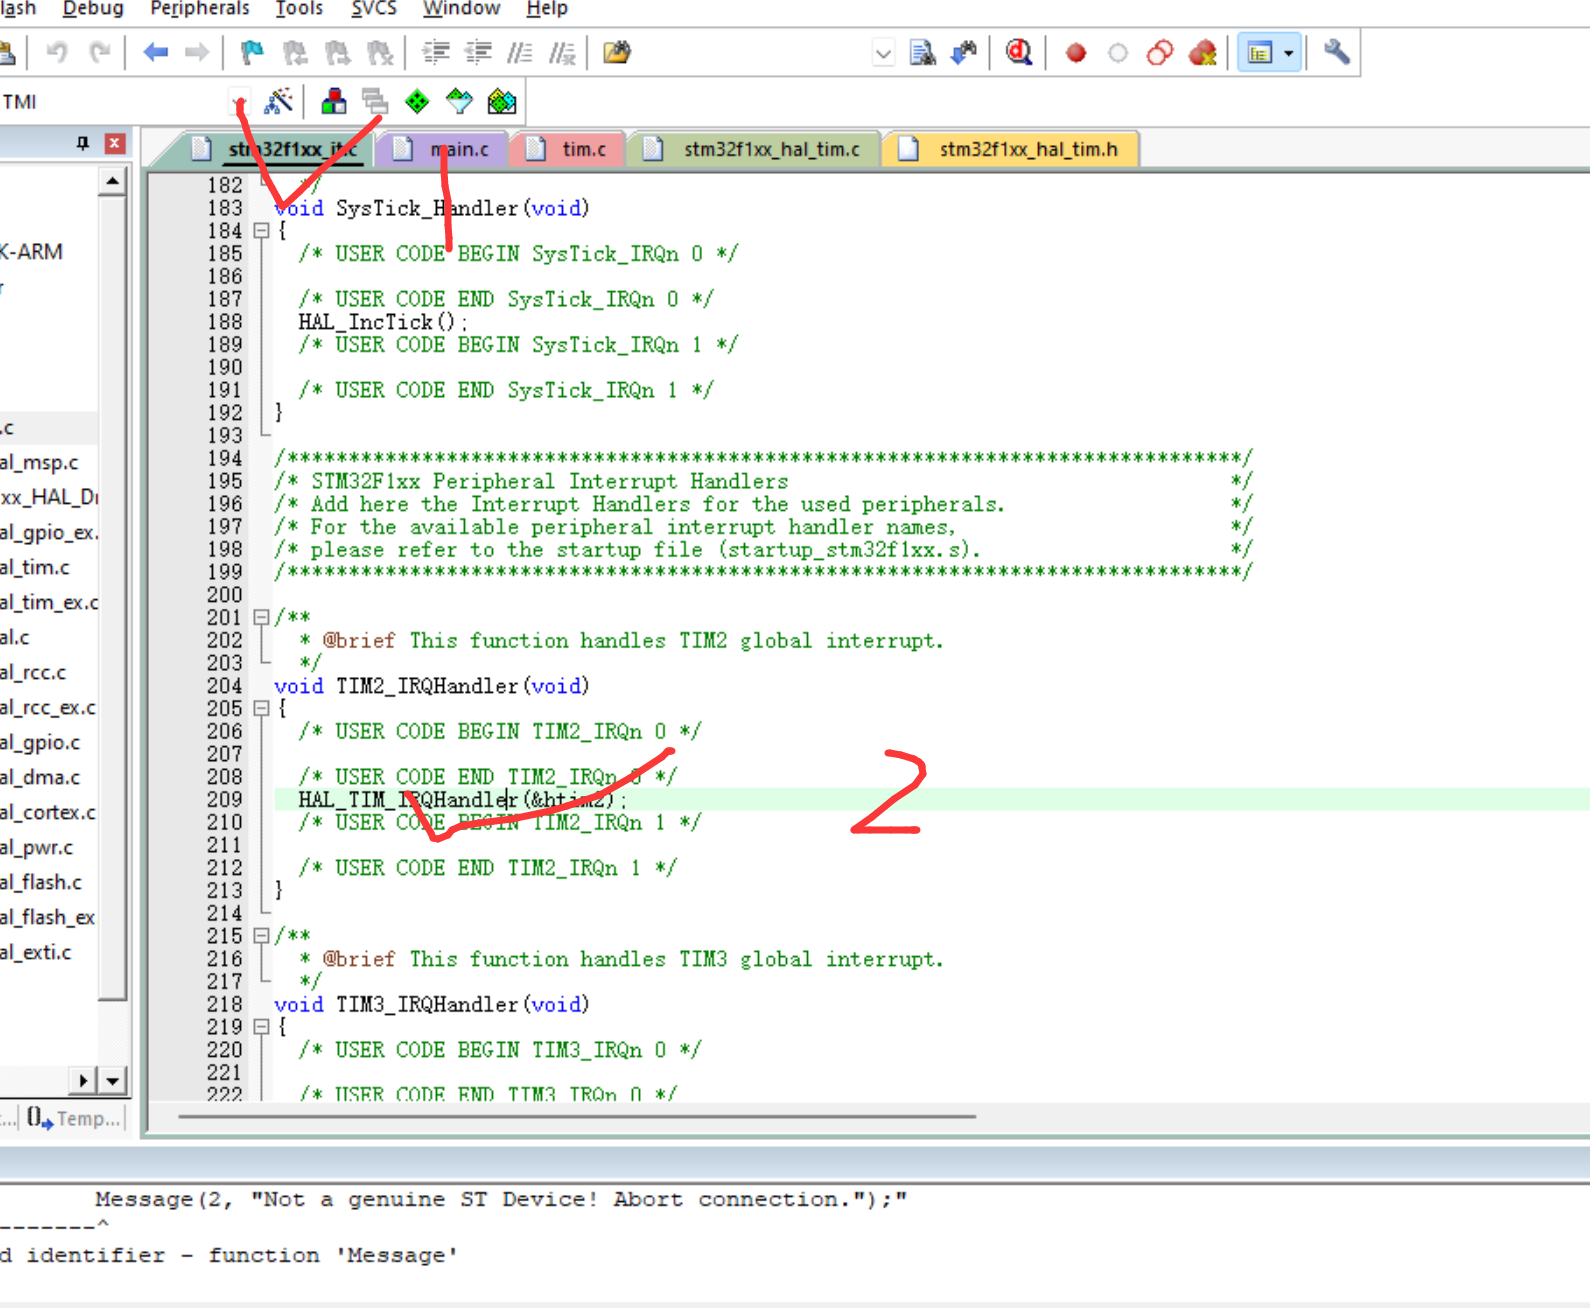 lash Debug Peripherals Tools SVCS Window Help
TMI
stm32f1xx_it.c main.c tim.c stm32f1xx_hal_tim.c stm32f1xx_hal_tim.h
1
K-ARM
r
.c
al_msp.c
xx_HAL_Dr
al_gpio_ex.
al_tim.c
al_tim_ex.c
al.c
al_rcc.c
al_rcc_ex.c
al_gpio.c
al_dma.c
al_cortex.c
al_pwr.c
al_flash.c
al_flash_ex
al_exti.c
...| Temp...
182 */
183 void SysTick_Handler(void)
184 {
185 /* USER CODE BEGIN SysTick_IRQn 0 */
186
187 /* USER CODE END SysTick_IRQn 0 */
188 HAL_IncTick();
189 /* USER CODE BEGIN SysTick_IRQn 1 */
190
191 /* USER CODE END SysTick_IRQn 1 */
192 }
193
194 /******************************************************************************/
195 /* STM32F1xx Peripheral Interrupt Handlers */
196 /* Add here the Interrupt Handlers for the used peripherals. */
197 /* For the available peripheral interrupt handler names, */
198 /* please refer to the startup file (startup_stm32f1xx.s). */
199 /******************************************************************************/
200
201 /**
202 * @brief This function handles TIM2 global interrupt.
203 */
204 void TIM2_IRQHandler(void)
205 {
206 /* USER CODE BEGIN TIM2_IRQn 0 */
207
208 /* USER CODE END TIM2_IRQn 0 */
209 HAL_TIM_IRQHandler(&htim2);
210 /* USER CODE BEGIN TIM2_IRQn 1 */
211
212 /* USER CODE END TIM2_IRQn 1 */
213 }
214
215 /**
216 * @brief This function handles TIM3 global interrupt.
217 */
218 void TIM3_IRQHandler(void)
219 {
220 /* USER CODE BEGIN TIM3_IRQn 0 */
221
222 /* USER CODE END TIM3_IRQn 0 */
2
Message(2, "Not a genuine ST Device! Abort connection.");"
-------^
d identifier - function 'Message'